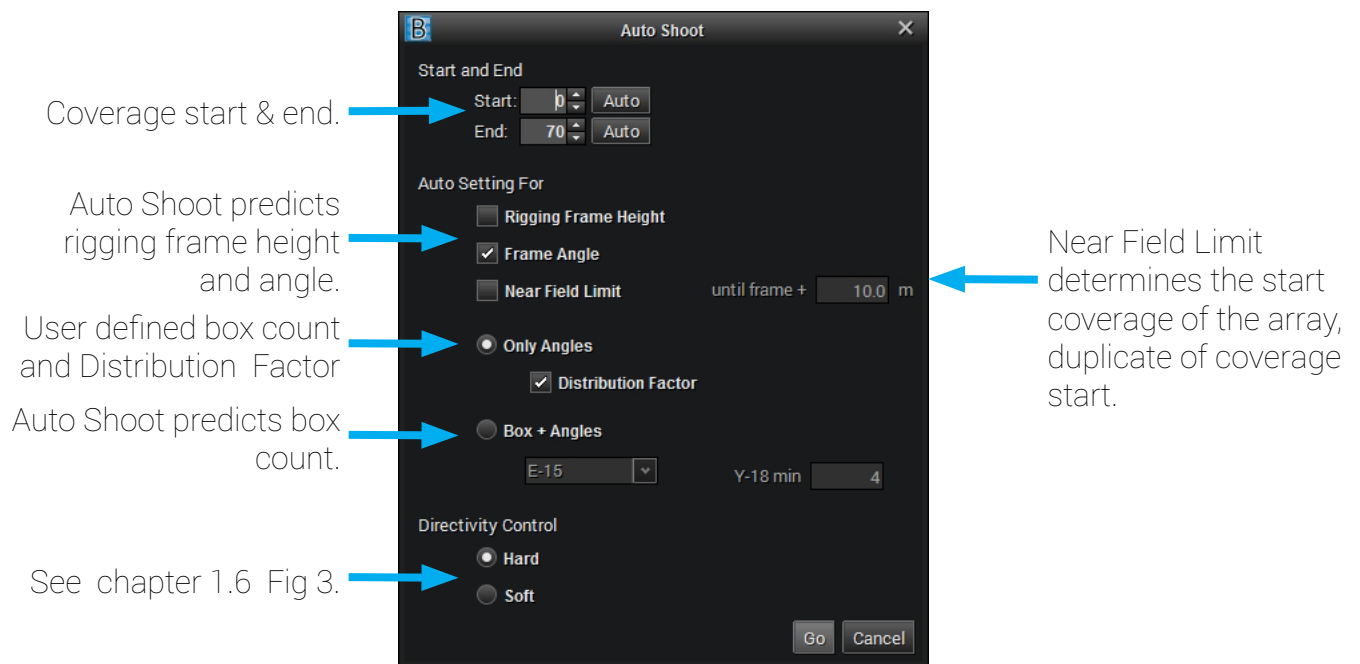 B Auto Shoot ×
Start and End
Coverage start & end.
Start: 0 Auto
End: 70 Auto
Auto Setting For
Auto Shoot predicts
rigging frame height
and angle.
Rigging Frame Height
Frame Angle
Near Field Limit until frame + 10.0 m
Near Field Limit
determines the start
coverage of the array,
duplicate of coverage
start.
User defined box count
and Distribution Factor
Only Angles
Distribution Factor
Auto Shoot predicts box
count.
Box + Angles
E-15 Y-18 min 4
Directivity Control
See chapter 1.6 Fig 3.
Hard
Soft
Go Cancel